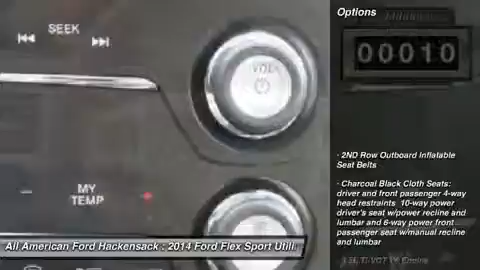 SEEK
VOL
MY
TEMP
All American Ford Hackensack : 2014 Ford Flex Sport Utili
Options
00010
· 2ND Row Outboard Inflatable
Seat Belts
· Charcoal Black Cloth Seats:
driver and front passenger 4-way
head restraints 10-way power
driver's seat w/power recline and
lumbar and 6-way power front
passenger seat w/manual recline
and lumbar